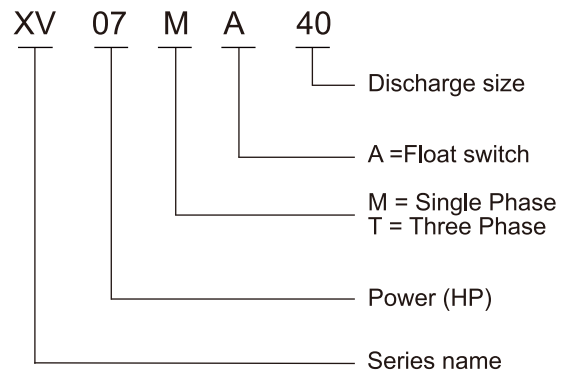 XV 07 M A 40
Discharge size
A =Float switch
M = Single Phase
T = Three Phase
Power (HP)
Series name